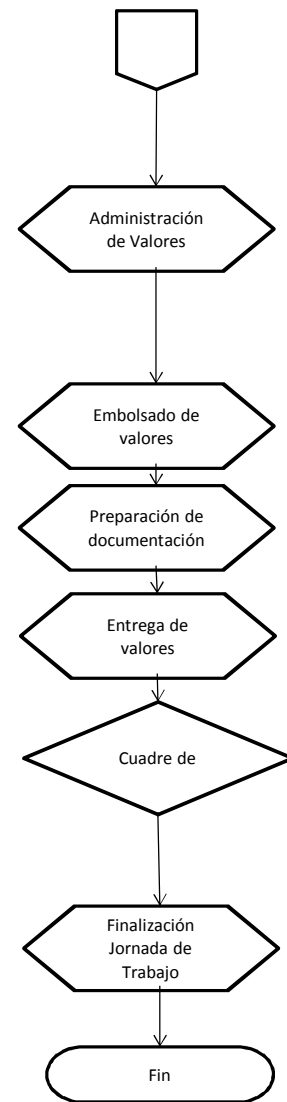 Administración
de Valores
Embolsado de
valores
Preparación de
documentación
Entrega de
valores
Cuadre de
Finalización
Jornada de
Trabajo
Fin